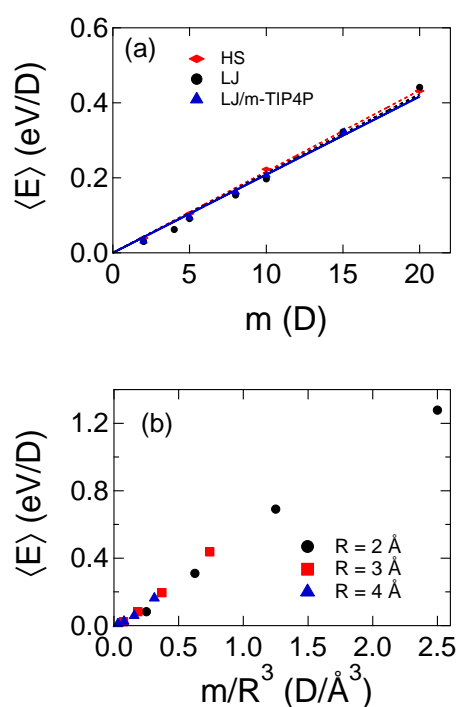 0.6
(a)
HS
LJ
LJ/m-TIP4P
0.4
0.2
0.0
⟨E⟩ (eV/D)
0 5 10 15 20
m (D)
1.2
(b)
0.8
0.4
0.0
⟨E⟩ (eV/D)
R = 2 Å
R = 3 Å
R = 4 Å
0.0 0.5 1.0 1.5 2.0 2.5
m/R³ (D/Å³)